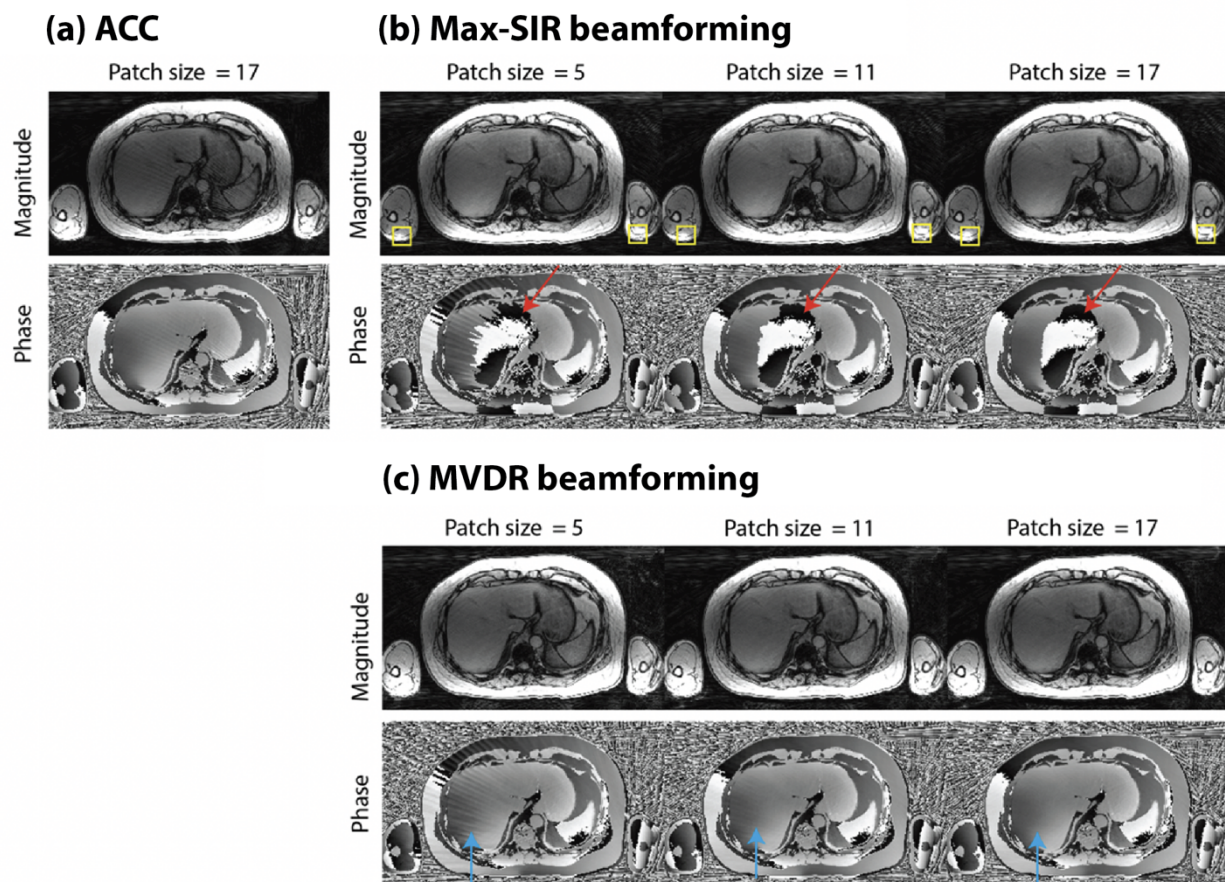 (a) ACC
(b) Max-SIR beamforming
Patch size = 17
Patch size = 5
Patch size = 11
Patch size = 17
Magnitude
Magnitude
Phase
Phase
(c) MVDR beamforming
Patch size = 5
Patch size = 11
Patch size = 17
Magnitude
Phase